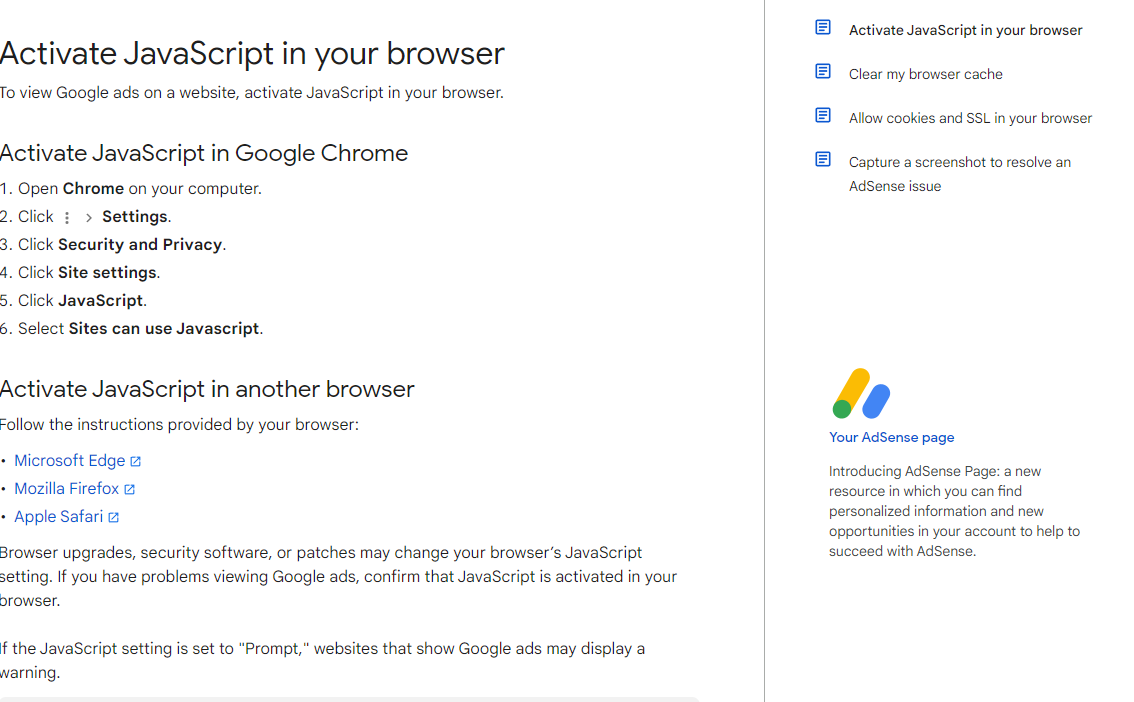 Activate JavaScript in your browser
To view Google ads on a website, activate JavaScript in your browser.
Activate JavaScript in Google Chrome
1. Open Chrome on your computer.
2. Click > Settings.
3. Click Security and Privacy.
4. Click Site settings.
5. Click JavaScript.
6. Select Sites can use Javascript.
Activate JavaScript in another browser
Follow the instructions provided by your browser:
• Microsoft Edge
• Mozilla Firefox
• Apple Safari
Browser upgrades, security software, or patches may change your browser’s JavaScript
setting. If you have problems viewing Google ads, confirm that JavaScript is activated in your
browser.
If the JavaScript setting is set to "Prompt," websites that show Google ads may display a
warning.
Activate JavaScript in your browser
Clear my browser cache
Allow cookies and SSL in your browser
Capture a screenshot to resolve an
AdSense issue
Your AdSense page
Introducing AdSense Page: a new
resource in which you can find
personalized information and new
opportunities in your account to help to
succeed with AdSense.